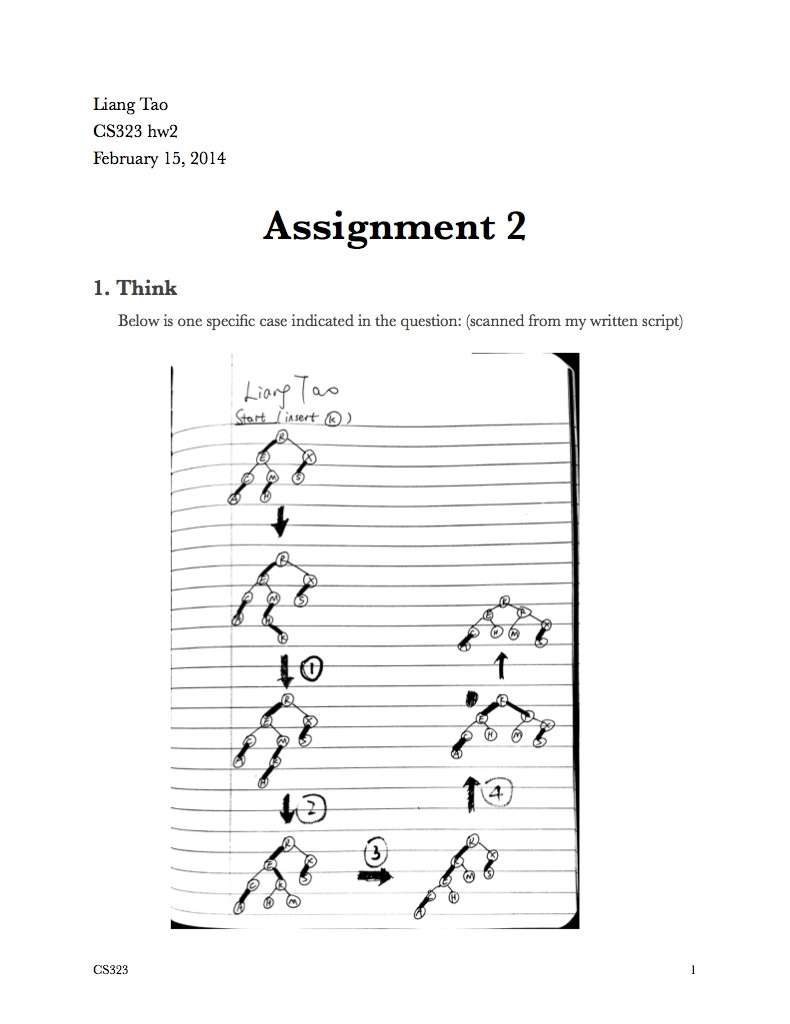 Liang Tao
CS323 hw2
February 15, 2014
Assignment 2
1. Think
Below is one specific case indicated in the question: (scanned from my written script)
Liang Tao
Start (insert K)
R
E X
C M S
A H
R
E X
C M S
A H
K
1
R
E X
C M S
A K
H
2
R
E X
C K S
A H M
3
R
K X
E M S
C H
A
4
K
E R
C H M X
A S
K
E R
C H M X
A S
CS323 1